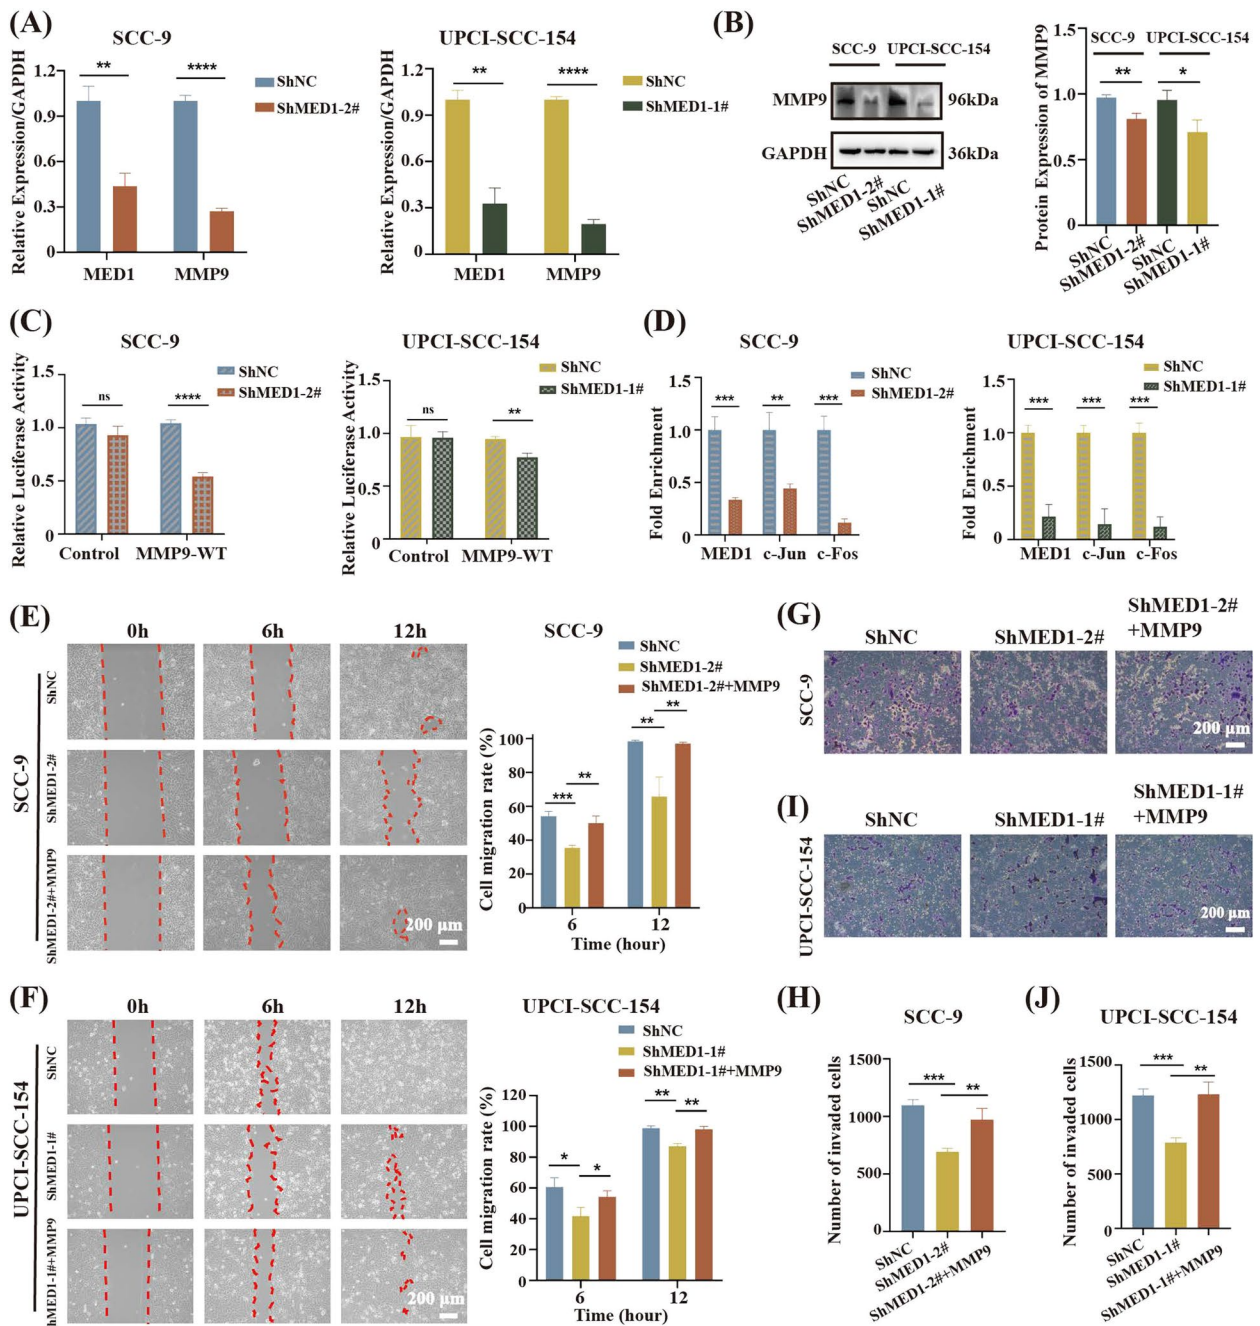 (A)
SCC-9
Relative Expression/GAPDH
1.2
0.9
0.6
0.3
0.0
**
****
MED1
MMP9
ShNC
ShMED1-2#
UPCI-SCC-154
Relative Expression/GAPDH
1.2
0.9
0.6
0.3
0.0
**
****
MED1
MMP9
ShNC
ShMED1-1#
(B)
SCC-9
UPCI-SCC-154
MMP9
96kDa
GAPDH
36kDa
ShNC
ShMED1-2#
ShNC
ShMED1-1#
Protein Expression of MMP9
1.5
1.0
0.5
0.0
SCC-9
UPCI-SCC-154
**
*
ShNC
ShMED1-2#
ShNC
ShMED1-1#
(C)
SCC-9
Relative Luciferase Activity
1.5
1.0
0.5
0.0
ns
****
Control
MMP9-WT
ShNC
ShMED1-2#
UPCI-SCC-154
Relative Luciferase Activity
1.5
1.0
0.5
0
ns
**
Control
MMP9-WT
ShNC
ShMED1-1#
(D)
SCC-9
Fold Enrichment
1.5
1.0
0.5
0.0
***
**
***
MED1
c-Jun
c-Fos
ShNC
ShMED1-2#
UPCI-SCC-154
Fold Enrichment
1.5
1.0
0.50
0
***
***
***
MED1
c-Jun
c-Fos
ShNC
ShMED1-1#
(E)
0h
6h
12h
SCC-9
ShNC
ShMED1-2#
ShMED1-2#+MMP9
200 µm
SCC-9
ShNC
ShMED1-2#
ShMED1-2#+MMP9
Cell migration rate (%)
100
80
60
40
20
0
***
**
**
**
6
12
Time (hour)
(F)
0h
6h
12h
UPCI-SCC-154
ShNC
ShMED1-1#
hMED1-1#+MMP9
200 µm
UPCI-SCC-154
ShNC
ShMED1-1#
ShMED1-1#+MMP9
Cell migration rate (%)
120
100
80
60
40
20
0
*
*
**
**
6
12
Time (hour)
(G)
ShNC
ShMED1-2#
ShMED1-2#
+MMP9
SCC-9
200 µm
(I)
ShNC
ShMED1-1#
ShMED1-1#
+MMP9
UPCI-SCC-154
200 µm
(H)
SCC-9
Number of invaded cells
1500
1000
500
0
***
**
ShNC
ShMED1-2#
ShMED1-2#+MMP9
(J)
UPCI-SCC-154
Number of invaded cells
1500
1000
500
0
***
**
ShNC
ShMED1-1#
ShMED1-1#+MMP9